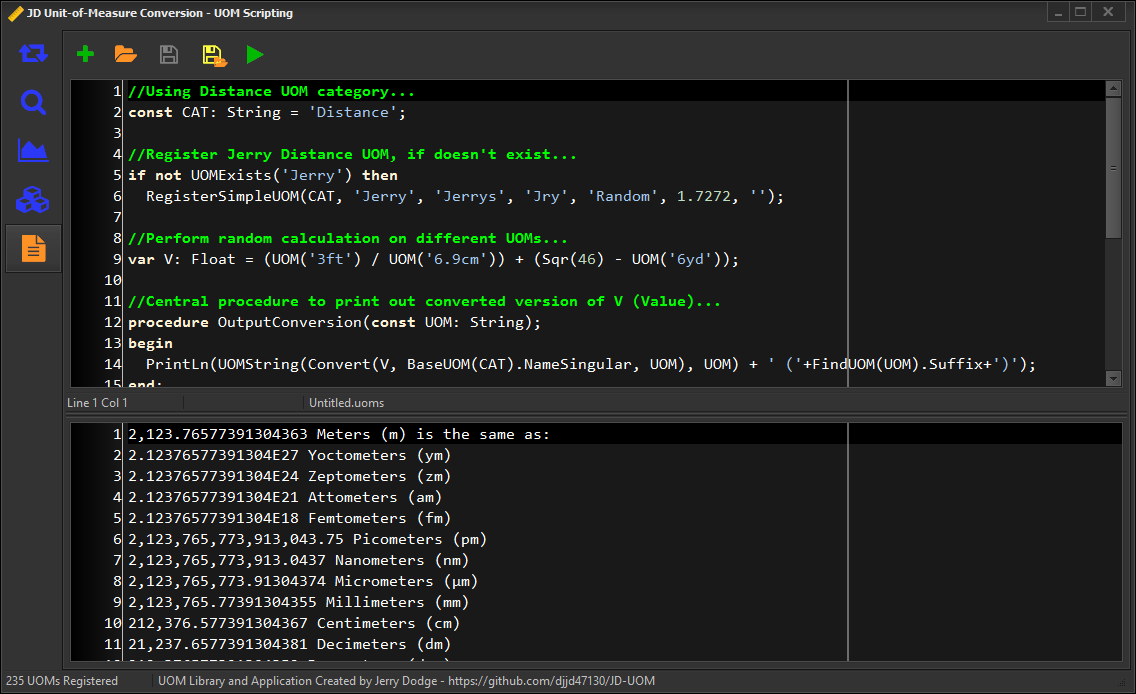 JD Unit-of-Measure Conversion - UOM Scripting
1 //Using Distance UOM category...
2 const CAT: String = 'Distance';
3
4 //Register Jerry Distance UOM, if doesn't exist...
5 if not UOMExists('Jerry') then
6   RegisterSimpleUOM(CAT, 'Jerry', 'Jerrys', 'Jry', 'Random', 1.7272, '');
7
8 //Perform random calculation on different UOMs...
9 var V: Float = (UOM('3ft') / UOM('6.9cm')) + (Sqr(46) - UOM('6yd'));
10
11 //Central procedure to print out converted version of V (Value)...
12 procedure OutputConversion(const UOM: String);
13 begin
14   PrintLn(UOMString(Convert(V, BaseUOM(CAT).NameSingular, UOM), UOM) + ' ('+FindUOM(UOM).Suffix+')');
15 end;
Line 1 Col 1 Untitled.uoms
1 2,123.76577391304363 Meters (m) is the same as:
2 2.12376577391304E27 Yoctometers (ym)
3 2.12376577391304E24 Zeptometers (zm)
4 2.12376577391304E21 Attometers (am)
5 2.12376577391304E18 Femtometers (fm)
6 2,123,765,773,913,043.75 Picometers (pm)
7 2,123,765,773,913.0437 Nanometers (nm)
8 2,123,765,773.91304374 Micrometers (µm)
9 2,123,765.77391304355 Millimeters (mm)
10 212,376.577391304367 Centimeters (cm)
11 21,237.6577391304381 Decimeters (dm)
235 UOMs Registered UOM Library and Application Created by Jerry Dodge - https://github.com/djjd47130/JD-UOM